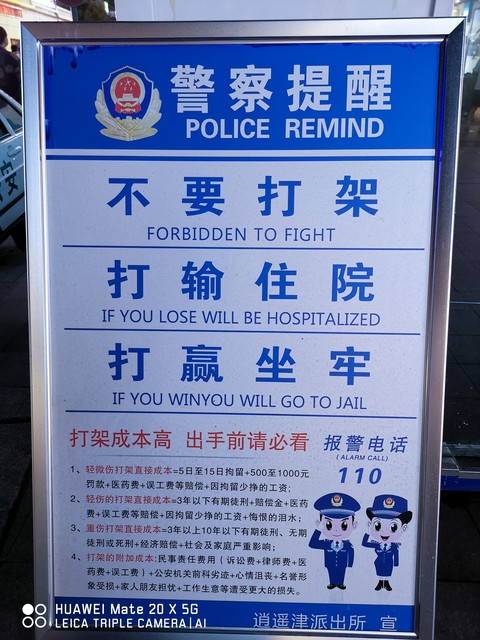 警察提醒
POLICE REMIND
不要打架
FORBIDDEN TO FIGHT
打输住院
IF YOU LOSE WILL BE HOSPITALIZED
打赢坐牢
IF YOU WINYOU WILL GO TO JAIL
打架成本高 出手前请必看
1、轻微伤打架直接成本=5日至15日拘留+500至1000元
罚款+医药费+误工费等赔偿+因拘留少挣的工资;
2、轻伤的打架直接成本=3年以下有期徒刑+赔偿金+医药
费+误工费等赔偿+因拘留少挣的工资+悔恨的泪水;
3、重伤打架直接成本=3年以上10年以下有期徒刑、无期
徒刑或死刑+经济赔偿+社会及家庭严重影响;
4、打架的附加成本:民事责任费用（诉讼费+律师费+医
药费+误工费）+公安机关前科劣迹+心情沮丧+名誉形
象受损+家人朋友担忧+工作生意等遭受更大的损失。
报警电话
(ALARM CALL)
110
逍遥津派出所 宣
安
HUAWEI Mate 20 X 5G
LEICA TRIPLE CAMERA | AI